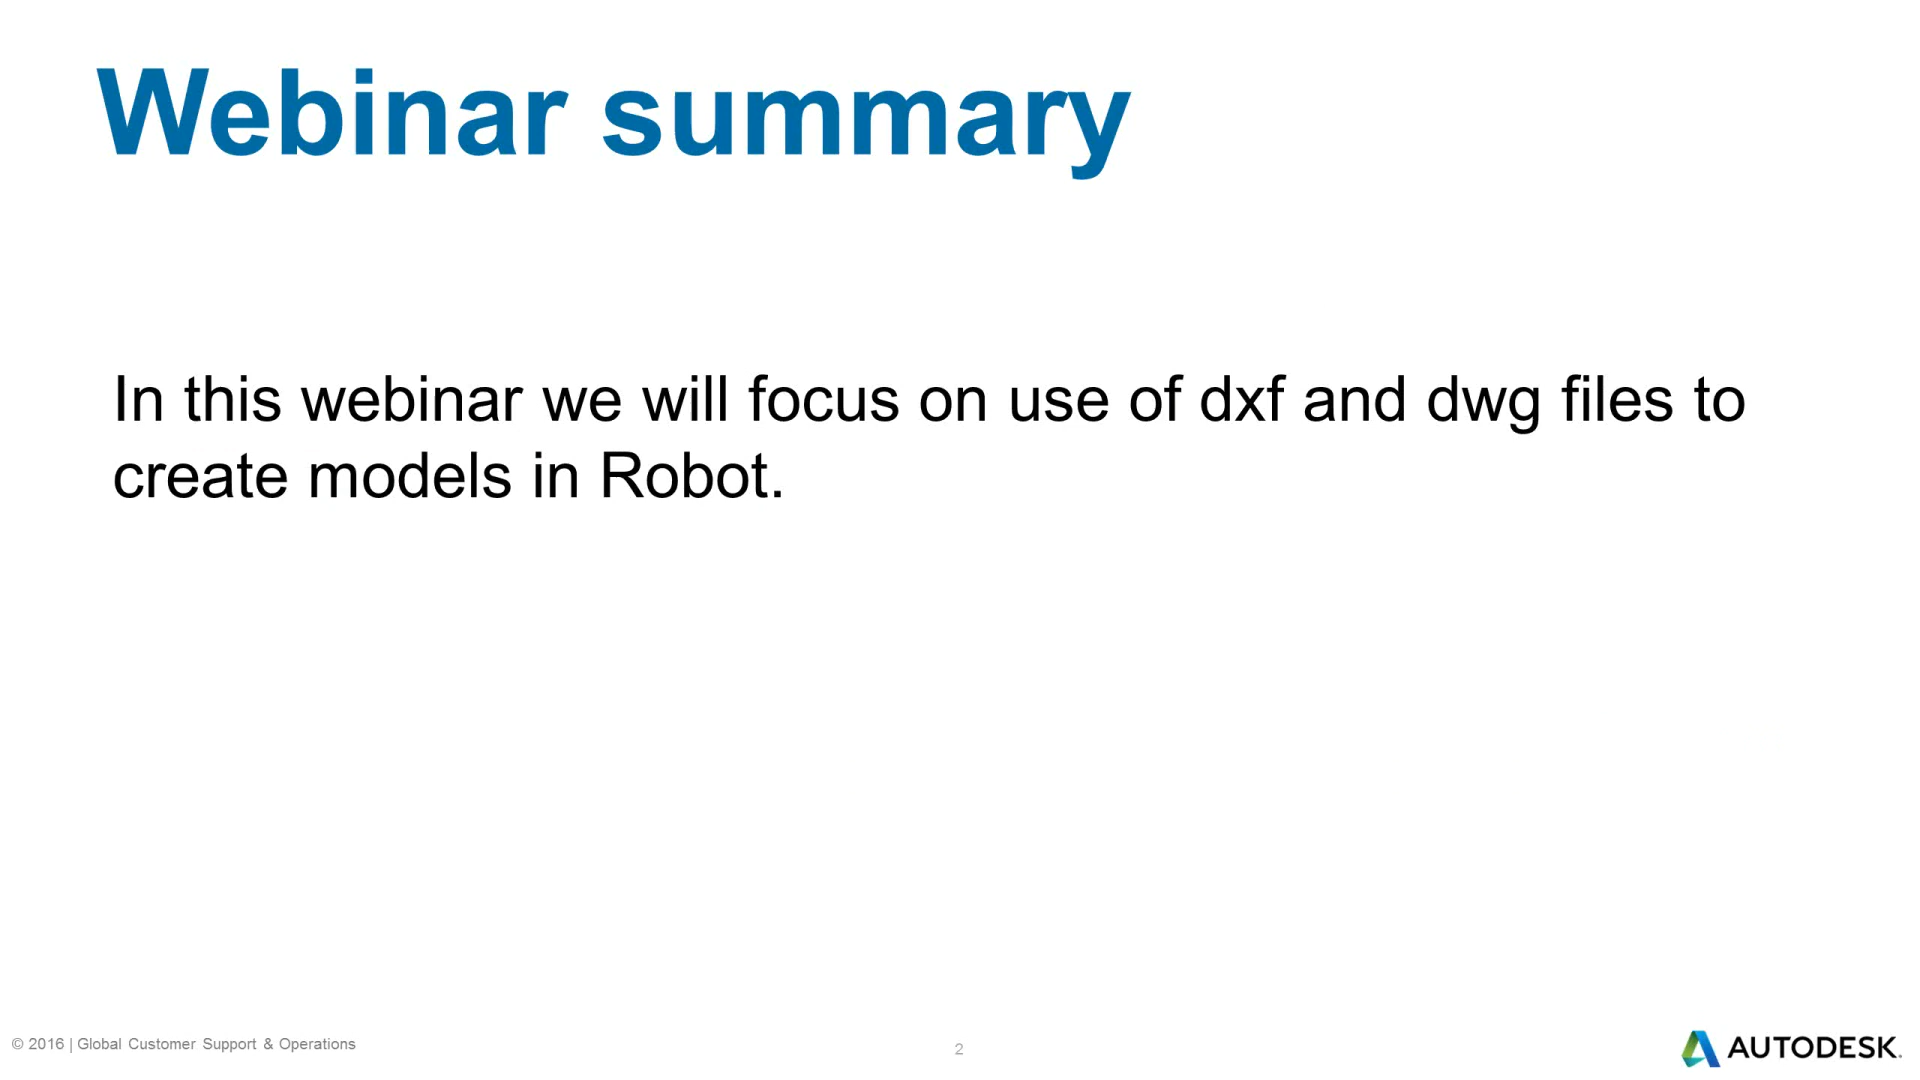 Webinar summary
In this webinar we will focus on use of dxf and dwg files to
create models in Robot.
© 2016 | Global Customer Support & Operations
2
AUTODESK.